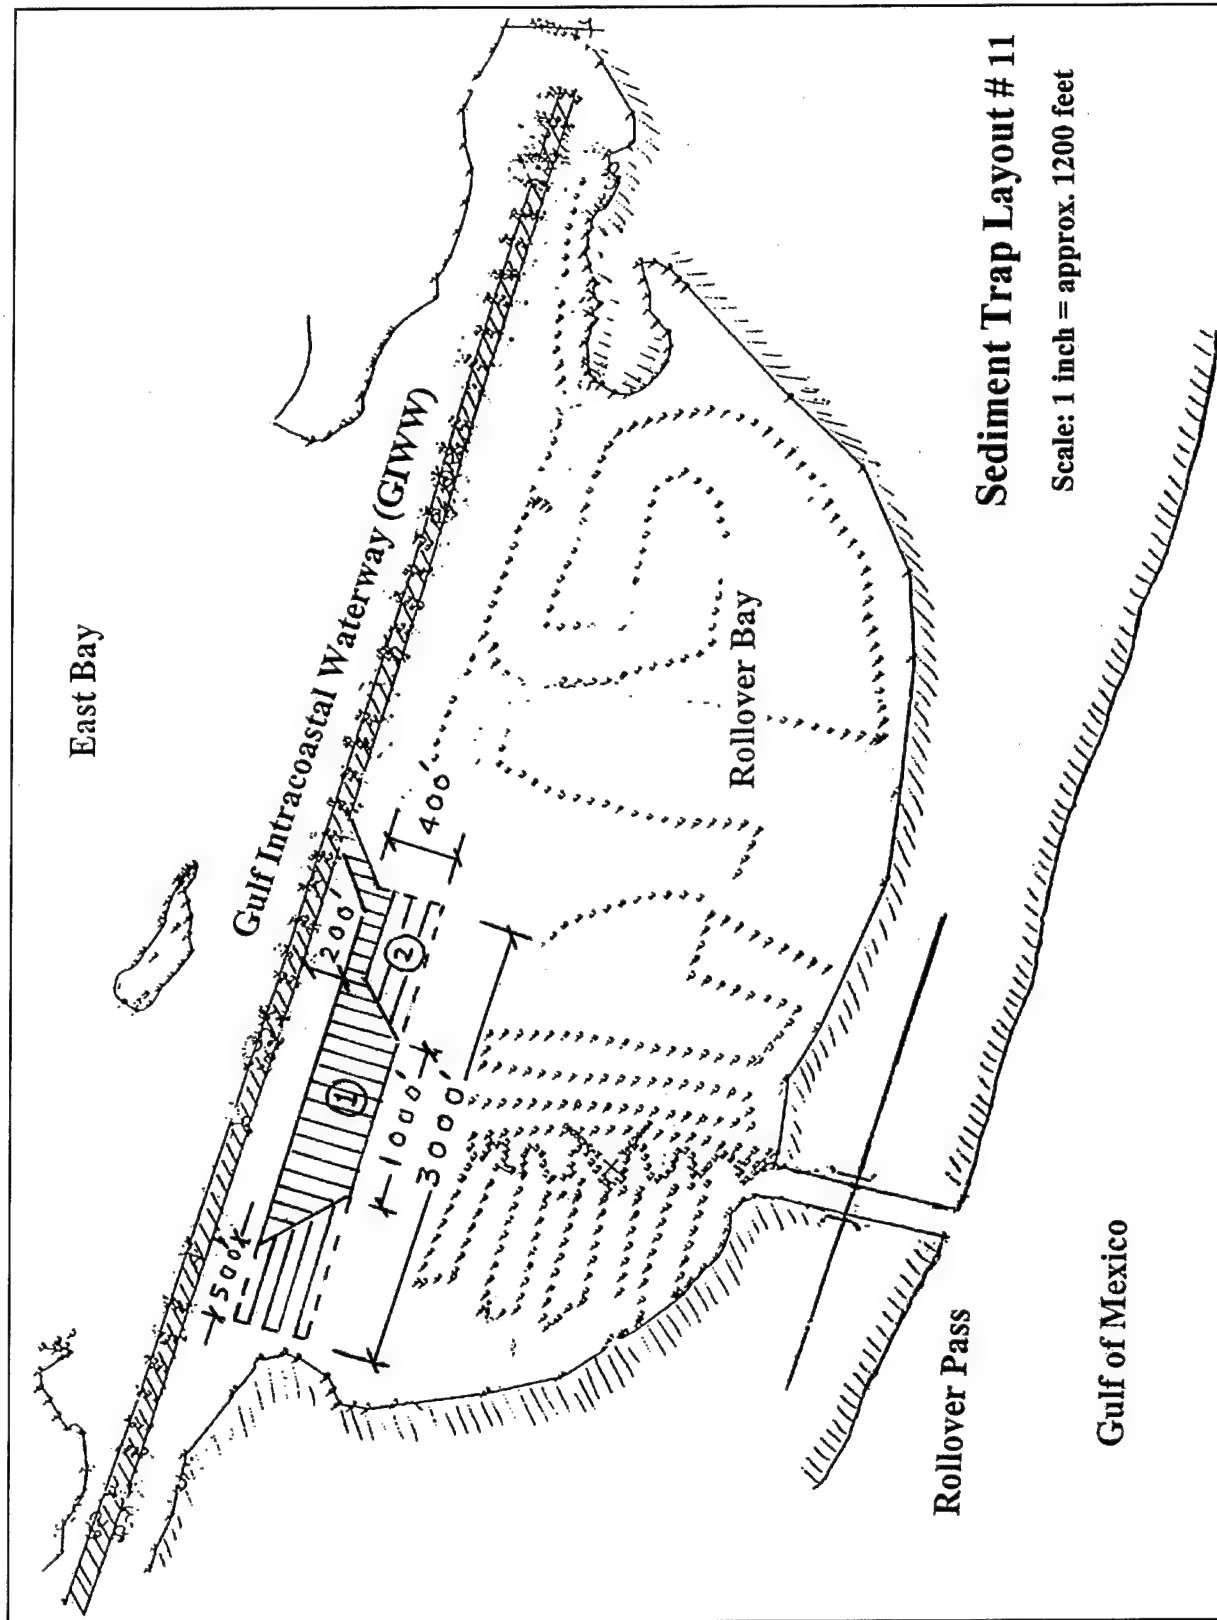 East Bay
Gulf Intracoastal Waterway (GIWW)
500'
200'
400'
1
2
1000'
3000'
Rollover Bay
Rollover Pass
Gulf of Mexico
Sediment Trap Layout # 11
Scale: 1 inch = approx. 1200 feet